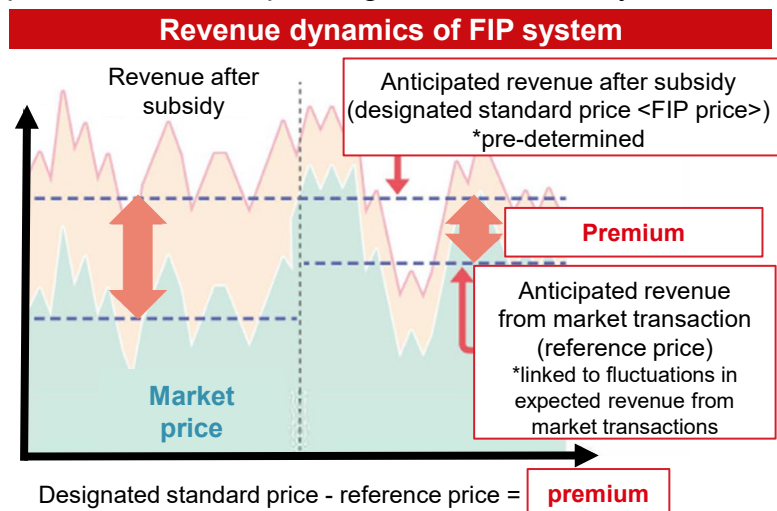 Revenue dynamics of FIP system
Revenue after
subsidy
Anticipated revenue after subsidy
(designated standard price <FIP price>)
*pre-determined
Premium
Anticipated revenue
from market transaction
(reference price)
*linked to fluctuations in
expected revenue from
market transactions
Market
price
Designated standard price - reference price = premium